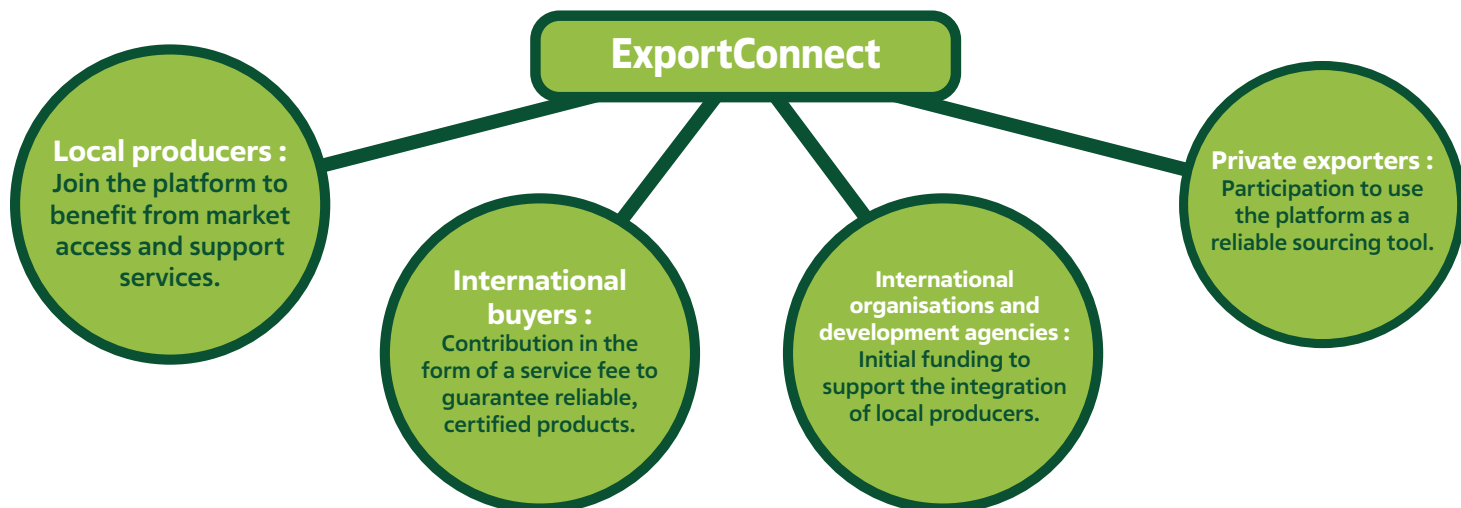 ExportConnect
Local producers :
Join the platform to
benefit from market
access and support
services.
International
buyers :
Contribution in the
form of a service fee to
guarantee reliable,
certified products.
International
organisations and
development agencies :
Initial funding to
support the integration
of local producers.
Private exporters :
Participation to use
the platform as a
reliable sourcing tool.